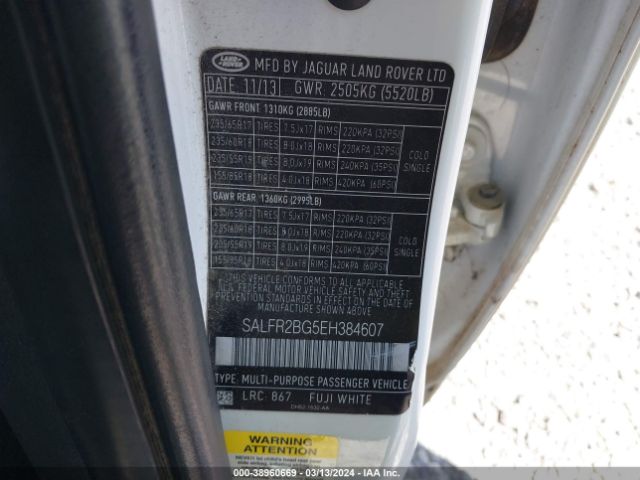 LAND ROVER
MFD BY JAGUAR LAND ROVER LTD
DATE 11/13 GWR: 2505KG (5520LB)
GAWR FRONT 1310KG (2885LB)
235/65R17 TIRES 7.5Jx17 RIMS 220KPA (32PSI)
235/60R18 TIRES 8.0Jx18 RIMS 220KPA (32PSI)
235/55R19 TIRES 8.0Jx19 RIMS 240KPA (35PSI)
155/85R18 TIRES 4.0Jx18 RIMS 420KPA (60PSI)
COLD
SINGLE
GAWR REAR 1360KG (2995LB)
235/65R17 TIRES 7.5Jx17 RIMS 220KPA (32PSI)
235/60R18 TIRES 8.0Jx18 RIMS 220KPA (32PSI)
235/55R19 TIRES 8.0Jx19 RIMS 240KPA (35PSI)
155/85R18 TIRES 4.0Jx18 RIMS 420KPA (60PSI)
COLD
SINGLE
THIS VEHICLE CONFORMS TO ALL APPLICABLE
U.S. FEDERAL MOTOR VEHICLE SAFETY AND THEFT
PREVENTION STANDARDS IN EFFECT ON THE DATE OF
MANUFACTURE SHOWN ABOVE
SALFR2BG5EH384607
TYPE: MULTI-PURPOSE PASSENGER VEHICLE
LRC: 867 FUJI WHITE
WARNING
ATTENTION
NEVER let
38960669 - 03/13/2024 - IAA Inc.